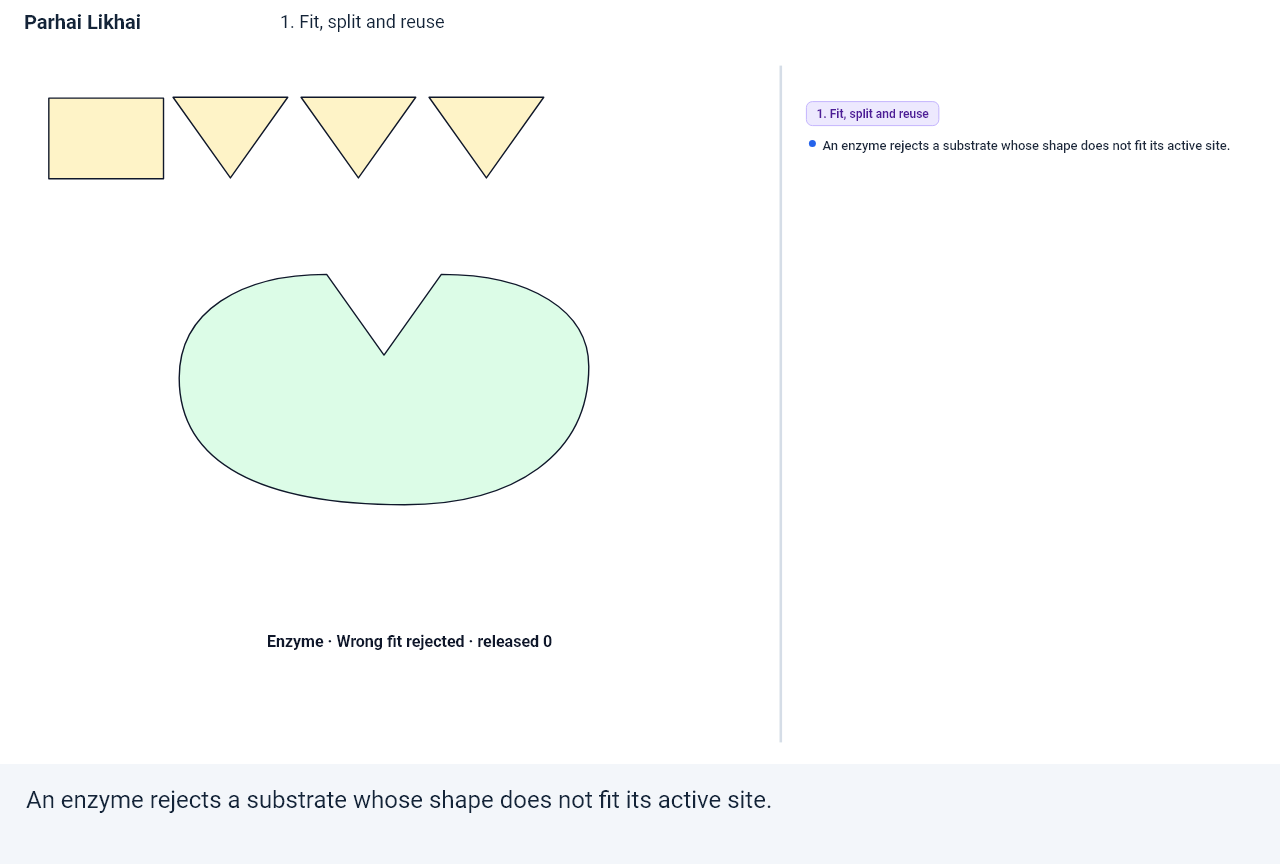 Parhai Likhai
1. Fit, split and reuse
1. Fit, split and reuse
An enzyme rejects a substrate whose shape does not fit its active site.
Enzyme · Wrong fit rejected · released 0
An enzyme rejects a substrate whose shape does not fit its active site.